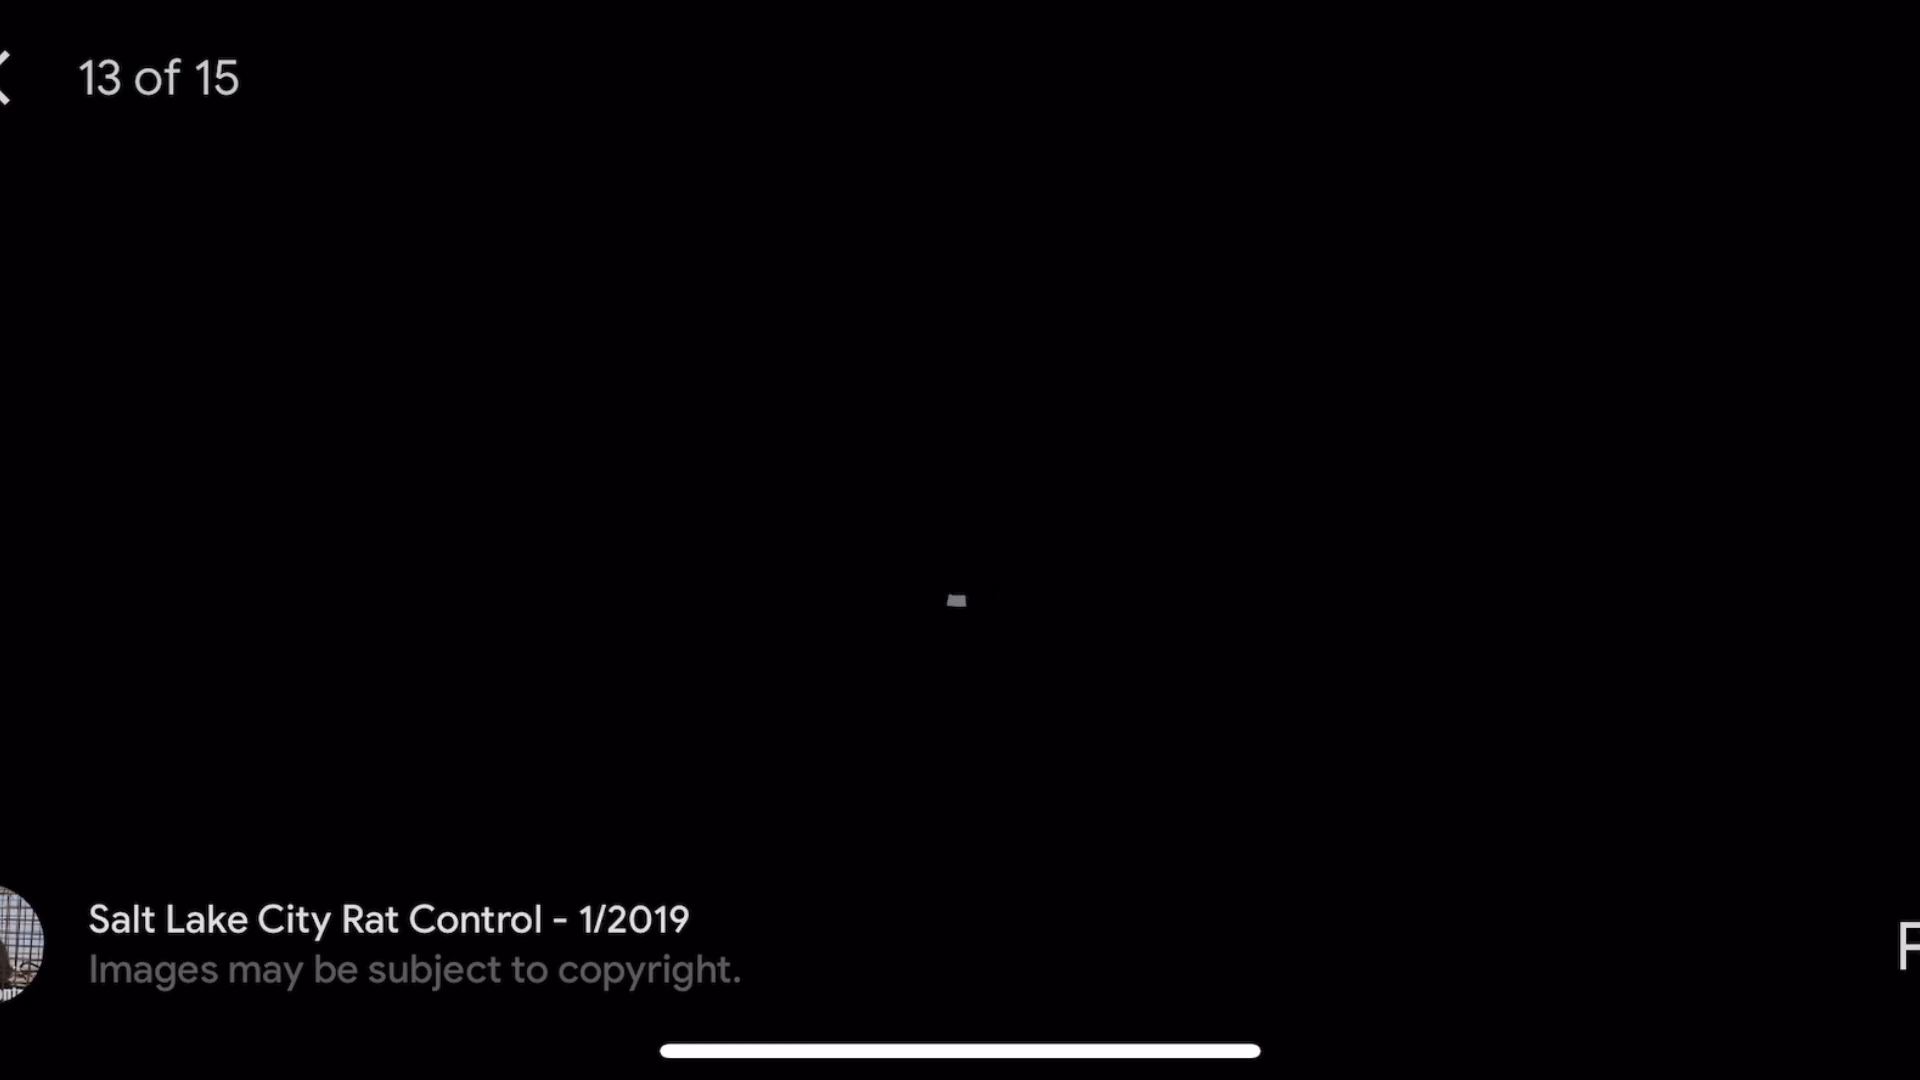 13 of 15
Salt Lake City Rat Control - 1/2019
Images may be subject to copyright.